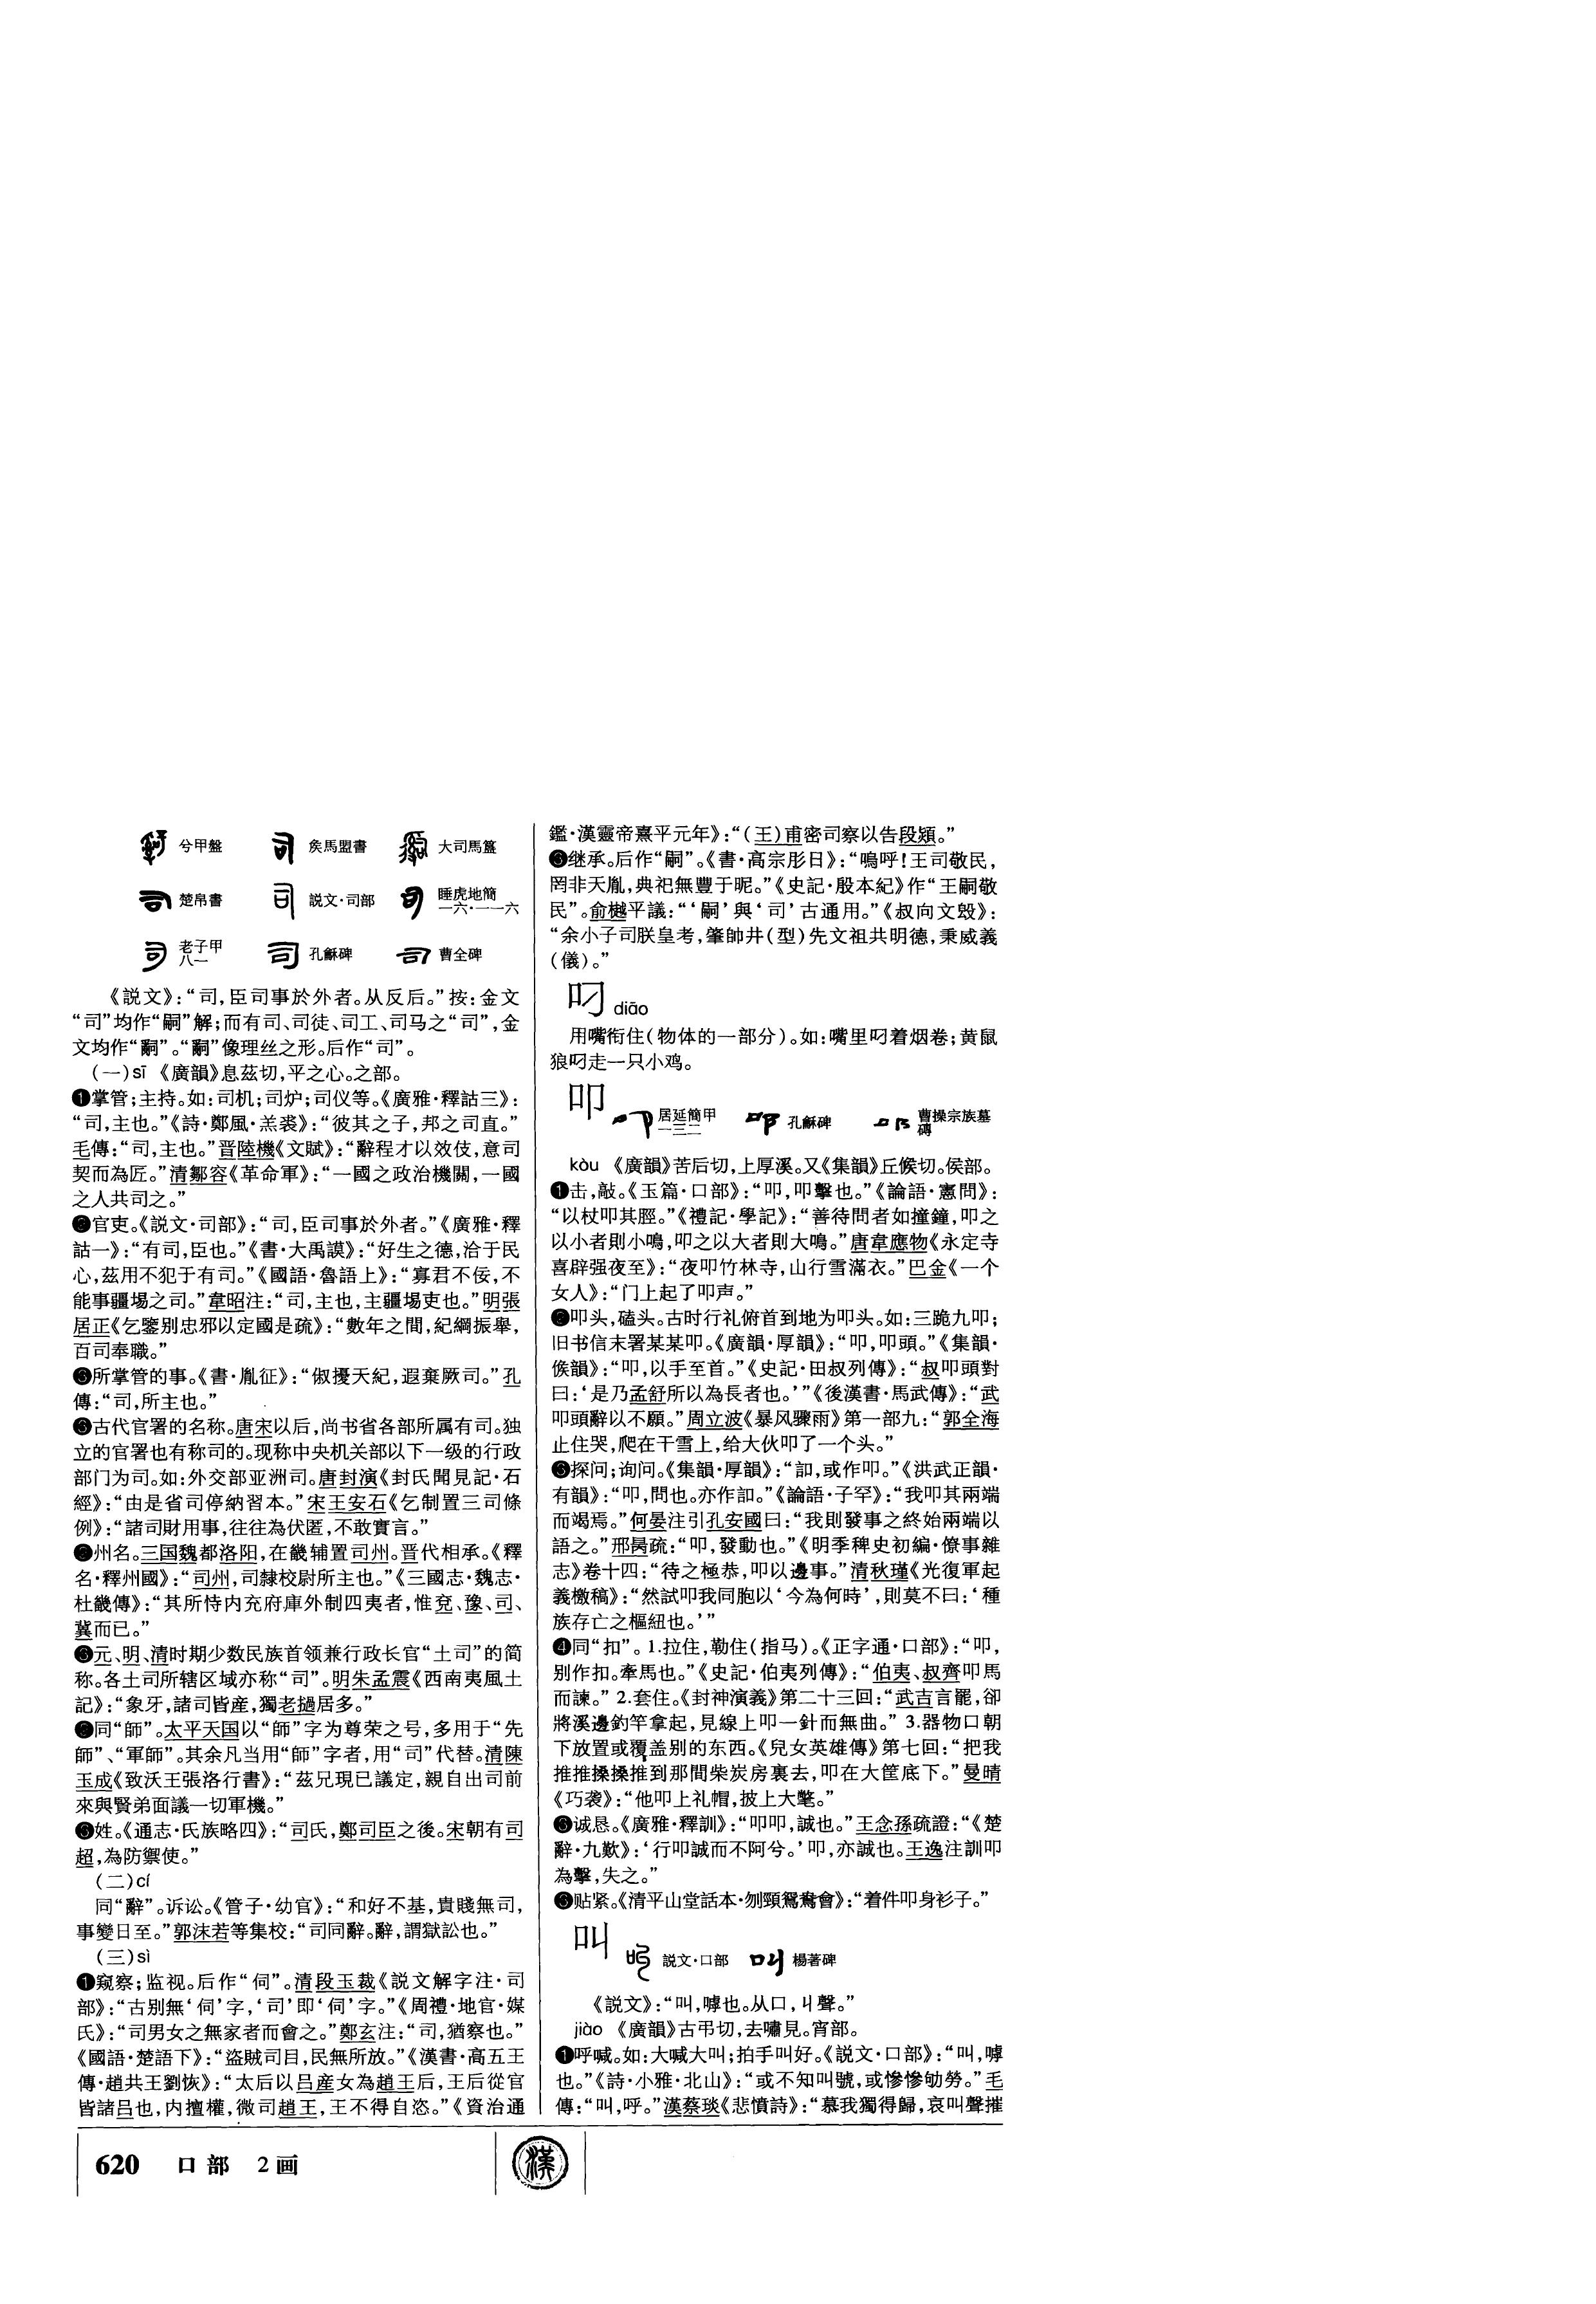 兮甲盤 矦馬盟書 大司馬簠
楚帛書 説文·司部 睡虎地簡一六·一一六
老子甲八一 孔龢碑 曹全碑
《説文》：“司，臣司事於外者。从反后。”按：金文
“司”均作“嗣”解；而有司、司徒、司工、司马之“司”，金
文均作“𤔲”。“𤔲”像理丝之形。后作“司”。
（一）sī 《廣韻》息茲切，平之心。之部。
❶掌管；主持。如：司机；司炉；司仪等。《廣雅·釋詁三》：
“司，主也。”《詩·鄭風·羔裘》：“彼其之子，邦之司直。”
毛傳：“司，主也。”晋陸機《文賦》：“辭程才以效伎，意司
契而為匠。”清鄒容《革命軍》：“一國之政治機關，一國
之人共司之。”
❷官吏。《説文·司部》：“司，臣司事於外者。”《廣雅·釋
詁一》：“有司，臣也。”《書·大禹謨》：“好生之德，洽于民
心，茲用不犯于有司。”《國語·魯語上》：“寡君不佞，不
能事疆埸之司。”韋昭注：“司，主也，主疆埸吏也。”明張
居正《乞鑒别忠邪以定國是疏》：“數年之間，紀綱振舉，
百司奉職。”
❸所掌管的事。《書·胤征》：“俶擾天紀，遐棄厥司。”孔
傳：“司，所主也。”
古代官署的名称。唐宋以后，尚书省各部所属有司。独
立的官署也有称司的。现称中央机关部以下一级的行政
部门为司。如：外交部亚洲司。唐封演《封氏聞見記·石
經》：“由是省司停納習本。”宋王安石《乞制置三司條
例》：“諸司財用事，往往為伏匿，不敢實言。”
州名。三国魏都洛阳，在畿辅置司州。晋代相承。《釋
名·釋州國》：“司州，司隸校尉所主也。”《三國志·魏志·
杜畿傳》：“其所恃内充府庫外制四夷者，惟兗、豫、司、
冀而已。”
元、明、清时期少数民族首领兼行政长官“土司”的简
称。各土司所辖区域亦称“司”。明朱孟震《西南夷風土
記》：“象牙，諸司皆産，獨老撾居多。”
同“師”。太平天国以“師”字为尊荣之号，多用于“先
師”、“軍師”。其余凡当用“師”字者，用“司”代替。清陳
玉成《致沃王張洛行書》：“茲兄現已議定，親自出司前
來與賢弟面議一切軍機。”
姓。《通志·氏族略四》：“司氏，鄭司臣之後。宋朝有司
超，為防禦使。”
（二）cí
同“辭”。诉讼。《管子·幼官》：“和好不基，貴賤無司，
事變日至。”郭沫若等集校：“司同辭。辭，謂獄訟也。”
（三）sì
❶窥察；监视。后作“伺”。清段玉裁《説文解字注·司
部》：“古别無‘伺’字，‘司’即‘伺’字。”《周禮·地官·媒
氏》：“司男女之無家者而會之。”鄭玄注：“司，猶察也。”
《國語·楚語下》：“盜賊司目，民無所放。”《漢書·高五王
傳·趙共王劉恢》：“太后以吕産女為趙王后，王后從官
皆諸吕也，内擅權，微司趙王，王不得自恣。”《資治通
鑑·漢靈帝熹平元年》：“（王）甫密司察以告段熲。”
继承。后作“嗣”。《書·高宗肜日》：“嗚呼！王司敬民，
罔非天胤，典祀無豐于昵。”《史記·殷本紀》作“王嗣敬
民”。俞樾平議：“‘嗣’與‘司’古通用。”《叔向文毁》：
“余小子司朕皇考，肇帥井（型）先文祖共明德，秉威義
（儀）。”
叼 diāo
用嘴衔住（物体的一部分）。如：嘴里叼着烟卷；黄鼠
狼叼走一只小鸡。
叩 居延簡甲一三二 孔龢碑 曹操宗族墓磚
kòu 《廣韻》苦后切，上厚溪。又《集韻》丘候切。侯部。
❶击，敲。《玉篇·口部》：“叩，叩擊也。”《論語·憲問》：
“以杖叩其脛。”《禮記·學記》：“善待問者如撞鐘，叩之
以小者則小鳴，叩之以大者則大鳴。”唐韋應物《永定寺
喜辟强夜至》：“夜叩竹林寺，山行雪滿衣。”巴金《一个
女人》：“门上起了叩声。”
❷叩头，磕头。古时行礼俯首到地为叩头。如：三跪九叩；
旧书信末署某某叩。《廣韻·厚韻》：“叩，叩頭。”《集韻·
候韻》：“叩，以手至首。”《史記·田叔列傳》：“叔叩頭對
曰：‘是乃孟舒所以為長者也。’”《後漢書·馬武傳》：“武
叩頭辭以不願。”周立波《暴风骤雨》第一部九：“郭全海
止住哭，爬在干雪上，给大伙叩了一个头。”
❸探问；询问。《集韻·厚韻》：“訆，或作叩。”《洪武正韻·
有韻》：“叩，問也。亦作訆。”《論語·子罕》：“我叩其兩端
而竭焉。”何晏注引孔安國曰：“我則發事之終始兩端以
語之。”邢昺疏：“叩，發動也。”《明季稗史初編·僚事雜
志》卷十四：“待之極恭，叩以邊事。”清秋瑾《光復軍起
義檄稿》：“然試叩我同胞以‘今為何時’，則莫不曰：‘種
族存亡之樞紐也。’”
❹同“扣”。1.拉住，勒住（指马）。《正字通·口部》：“叩，
别作扣。牽馬也。”《史記·伯夷列傳》：“伯夷、叔齊叩馬
而諫。”2.套住。《封神演義》第二十三回：“武吉言罷，卻
將溪邊釣竿拿起，見線上叩一針而無曲。”3.器物口朝
下放置或覆盖别的东西。《兒女英雄傳》第七回：“把我
推推搡搡推到那間柴炭房裏去，叩在大筐底下。”曼晴
《巧袭》：“他叩上礼帽，披上大氅。”
诚恳。《廣雅·釋訓》：“叩叩，誠也。”王念孫疏證：“《楚
辭·九歎》：‘行叩誠而不阿兮。’叩，亦誠也。王逸注訓叩
為擊，失之。”
贴紧。《清平山堂話本·刎頸鴛鴦會》：“着件叩身衫子。”
叫 説文·口部 楊著碑
《説文》：“叫，嘑也。从口，丩聲。”
jiào 《廣韻》古弔切，去嘯見。宵部。
❶呼喊。如：大喊大叫；拍手叫好。《説文·口部》：“叫，嘑
也。”《詩·小雅·北山》：“或不知叫號，或慘慘劬勞。”毛
傳：“叫，呼。”漢蔡琰《悲憤詩》：“慕我獨得歸，哀叫聲摧
620 口部 2画
漢